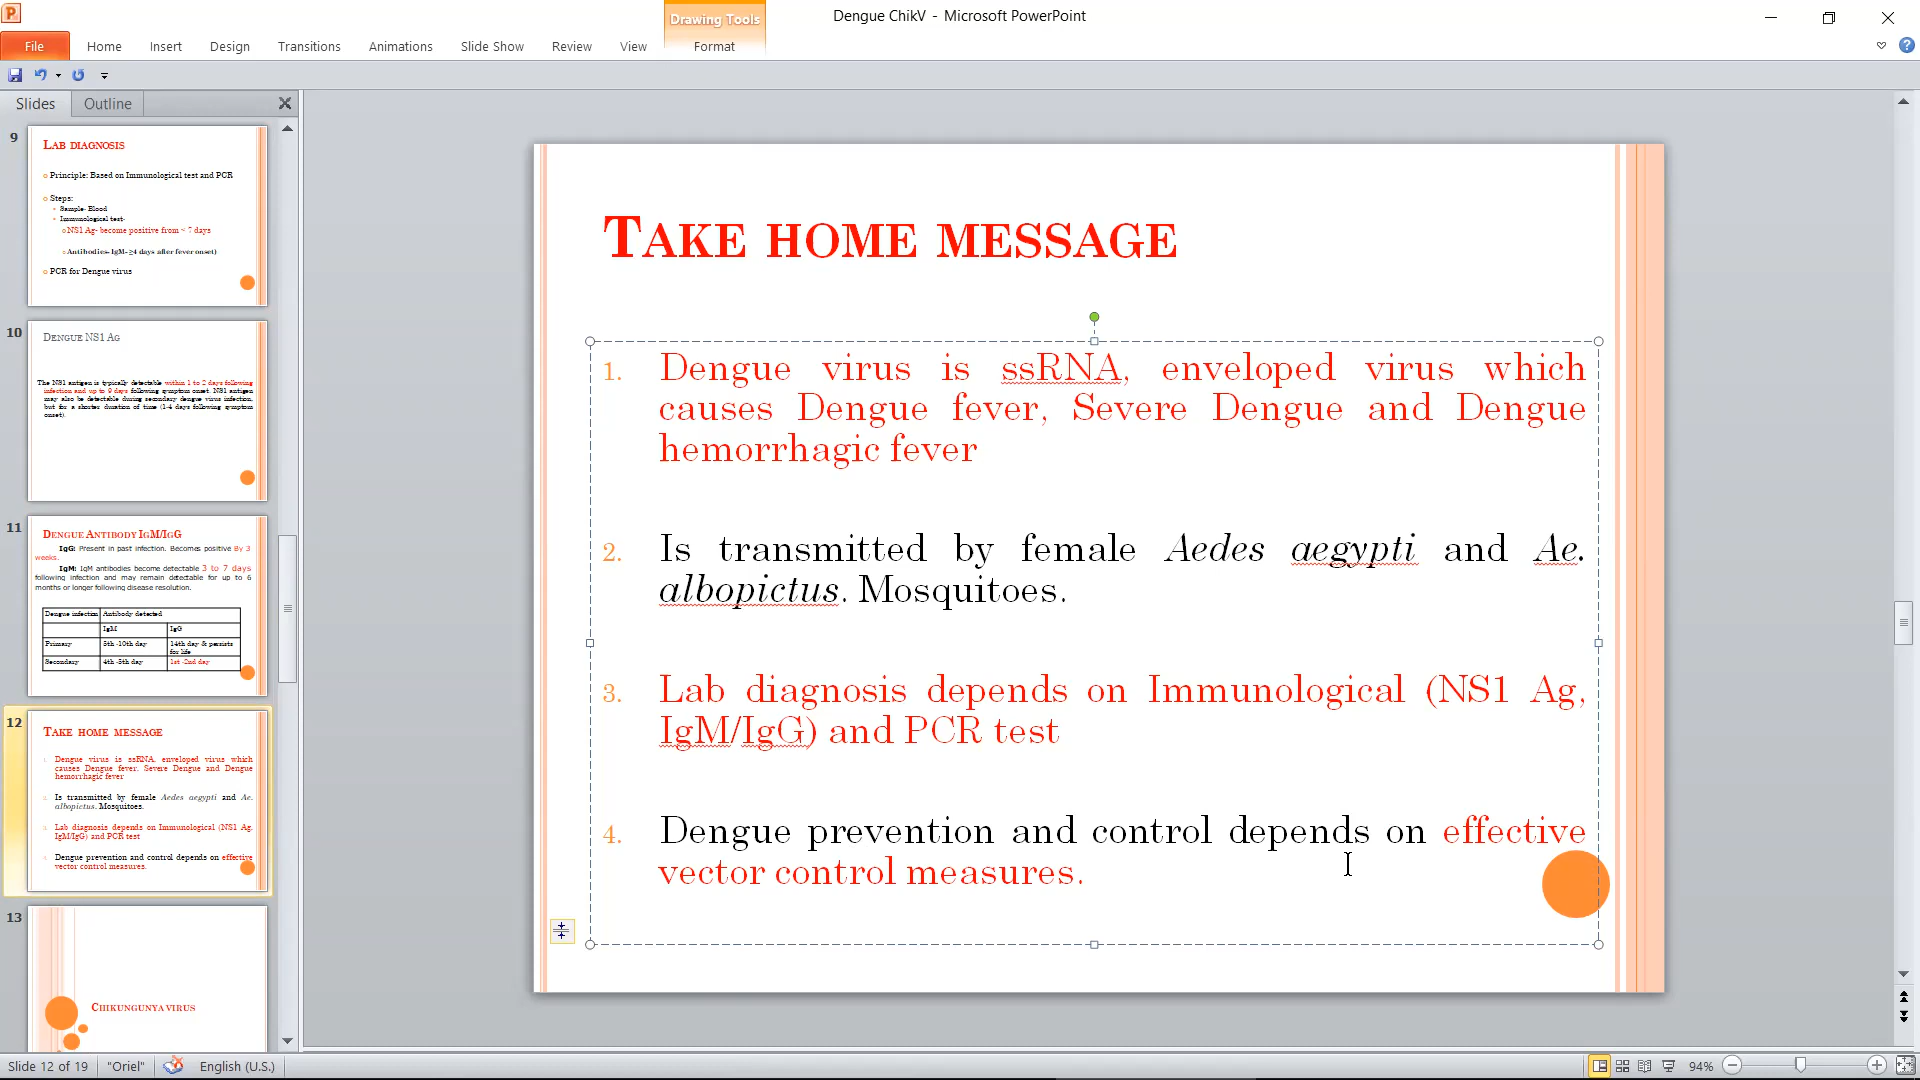 Drawing Tools
Dengue ChikV - Microsoft PowerPoint
File Home Insert Design Transitions Animations Slide Show Review View Format
Slides Outline
9
Lab diagnosis
Principle: Based on Immunological test and PCR
Steps:
Sample- Blood
Immunological test-
NS1 Ag- become positive from < 7 days
Antibodies- IgM- ≥4 days after fever onset)
PCR for Dengue virus
10
Dengue NS1 Ag
The NS1 antigen is typically detectable within 1 to 2 days following
infection and up to 9 days following symptom onset. NS1 antigen
may also be detectable during secondary dengue virus infection,
but for a shorter duration of time (1-4 days following symptom
onset).
11
Dengue Antibody IgM/IgG
IgG: Present in past infection. Becomes positive By 3
weeks.
IgM: IgM antibodies become detectable 3 to 7 days
following infection and may remain detectable for up to 6
months or longer following disease resolution.
Dengue infection Antibody detected
IgM IgG
Primary 5th -10th day 14th day & persists
for life
Secondary 4th -5th day 1st -2nd day
12
Take home message
1. Dengue virus is ssRNA, enveloped virus which
causes Dengue fever, Severe Dengue and Dengue
hemorrhagic fever
2. Is transmitted by female Aedes aegypti and Ae.
albopictus. Mosquitoes.
3. Lab diagnosis depends on Immunological (NS1 Ag,
IgM/IgG) and PCR test
4. Dengue prevention and control depends on effective
vector control measures.
13
Chikungunya virus
Take home message
1. Dengue virus is ssRNA, enveloped virus which
causes Dengue fever, Severe Dengue and Dengue
hemorrhagic fever
2. Is transmitted by female Aedes aegypti and Ae.
albopictus. Mosquitoes.
3. Lab diagnosis depends on Immunological (NS1 Ag,
IgM/IgG) and PCR test
4. Dengue prevention and control depends on effective
vector control measures.
Slide 12 of 19 "Oriel" English (U.S.) 94%